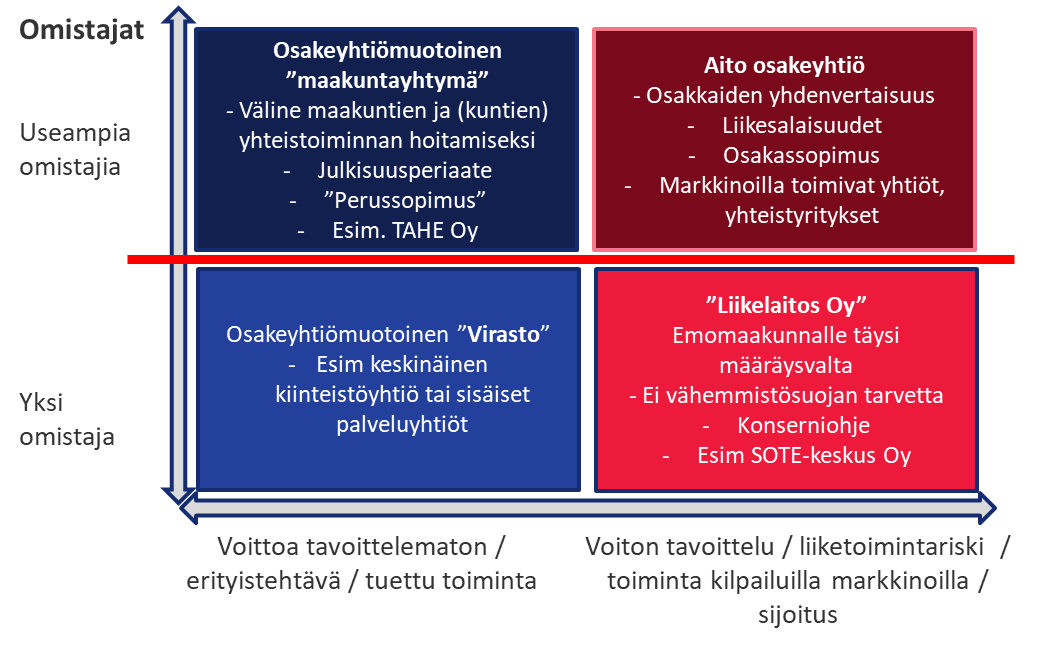 Omistajat
Osakeyhtiömuotoinen
”maakuntayhtymä”
- Väline maakuntien ja (kuntien)
yhteistoiminnan hoitamiseksi
- Julkisuusperiaate
- ”Perussopimus”
- Esim. TAHE Oy
Aito osakeyhtiö
- Osakkaiden yhdenvertaisuus
- Liikesalaisuudet
- Osakassopimus
- Markkinoilla toimivat yhtiöt,
yhteistyritykset
Useampia
omistajia
Osakeyhtiömuotoinen ”Virasto”
- Esim keskinäinen
kiinteistöyhtiö tai sisäiset
palveluyhtiöt
”Liikelaitos Oy”
Emomaakunnalle täysi
määräysvalta
- Ei vähemmistösuojan tarvetta
- Konserniohje
- Esim SOTE-keskus Oy
Yksi
omistaja
Voittoa tavoittelematon /
erityistehtävä / tuettu toiminta
Voiton tavoittelu / liiketoimintariski /
toiminta kilpailuilla markkinoilla /
sijoitus